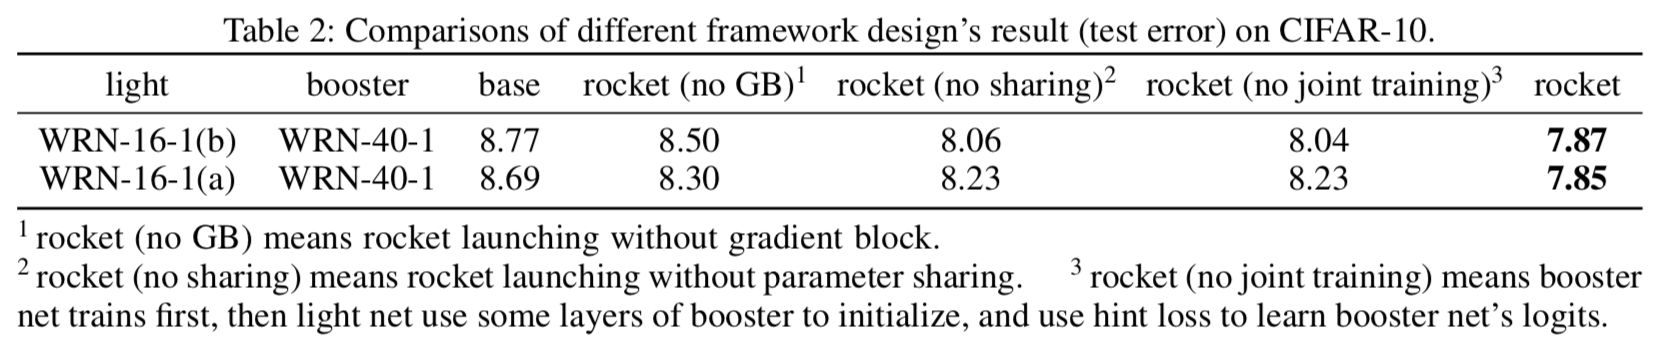 Table 2: Comparisons of different framework design's result (test error) on CIFAR-10.
light booster base rocket (no GB)¹ rocket (no sharing)² rocket (no joint training)³ rocket
WRN-16-1(b) WRN-40-1 8.77 8.50 8.06 8.04 7.87
WRN-16-1(a) WRN-40-1 8.69 8.30 8.23 8.23 7.85
¹ rocket (no GB) means rocket launching without gradient block.
² rocket (no sharing) means rocket launching without parameter sharing. ³ rocket (no joint training) means booster
net trains first, then light net use some layers of booster to initialize, and use hint loss to learn booster net's logits.